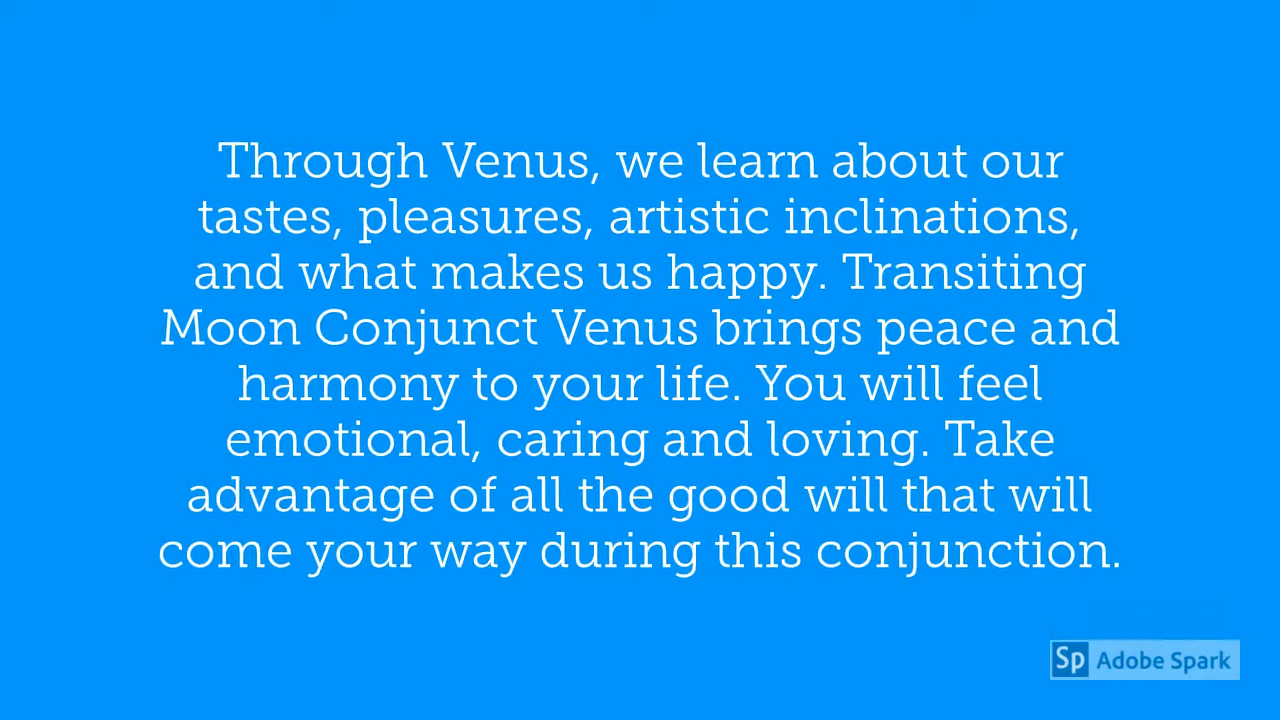 Through Venus, we learn about our
tastes, pleasures, artistic inclinations,
and what makes us happy. Transiting
Moon Conjunct Venus brings peace and
harmony to your life. You will feel
emotional, caring and loving. Take
advantage of all the good will that will
come your way during this conjunction.
Sp Adobe Spark